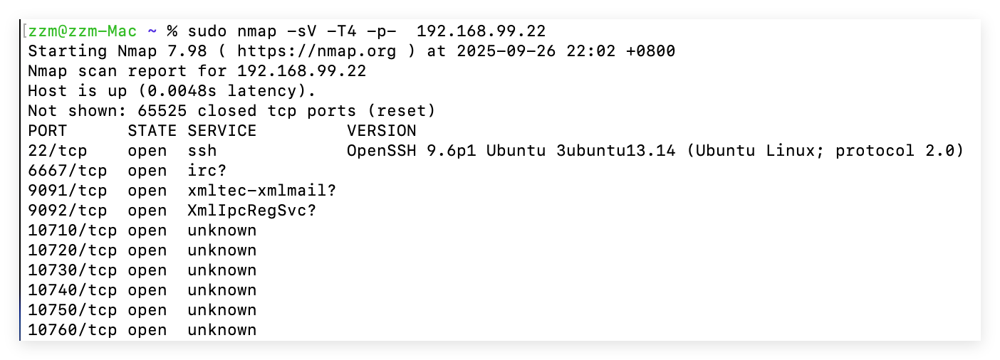 [zzm@zzm-Mac ~ % sudo nmap -sV -T4 -p-  192.168.99.22
Starting Nmap 7.98 ( https://nmap.org ) at 2025-09-26 22:02 +0800
Nmap scan report for 192.168.99.22
Host is up (0.0048s latency).
Not shown: 65525 closed tcp ports (reset)
PORT      STATE SERVICE         VERSION
22/tcp    open  ssh             OpenSSH 9.6p1 Ubuntu 3ubuntu13.14 (Ubuntu Linux; protocol 2.0)
6667/tcp  open  irc?
9091/tcp  open  xmltec-xmlmail?
9092/tcp  open  XmlIpcRegSvc?
10710/tcp open  unknown
10720/tcp open  unknown
10730/tcp open  unknown
10740/tcp open  unknown
10750/tcp open  unknown
10760/tcp open  unknown